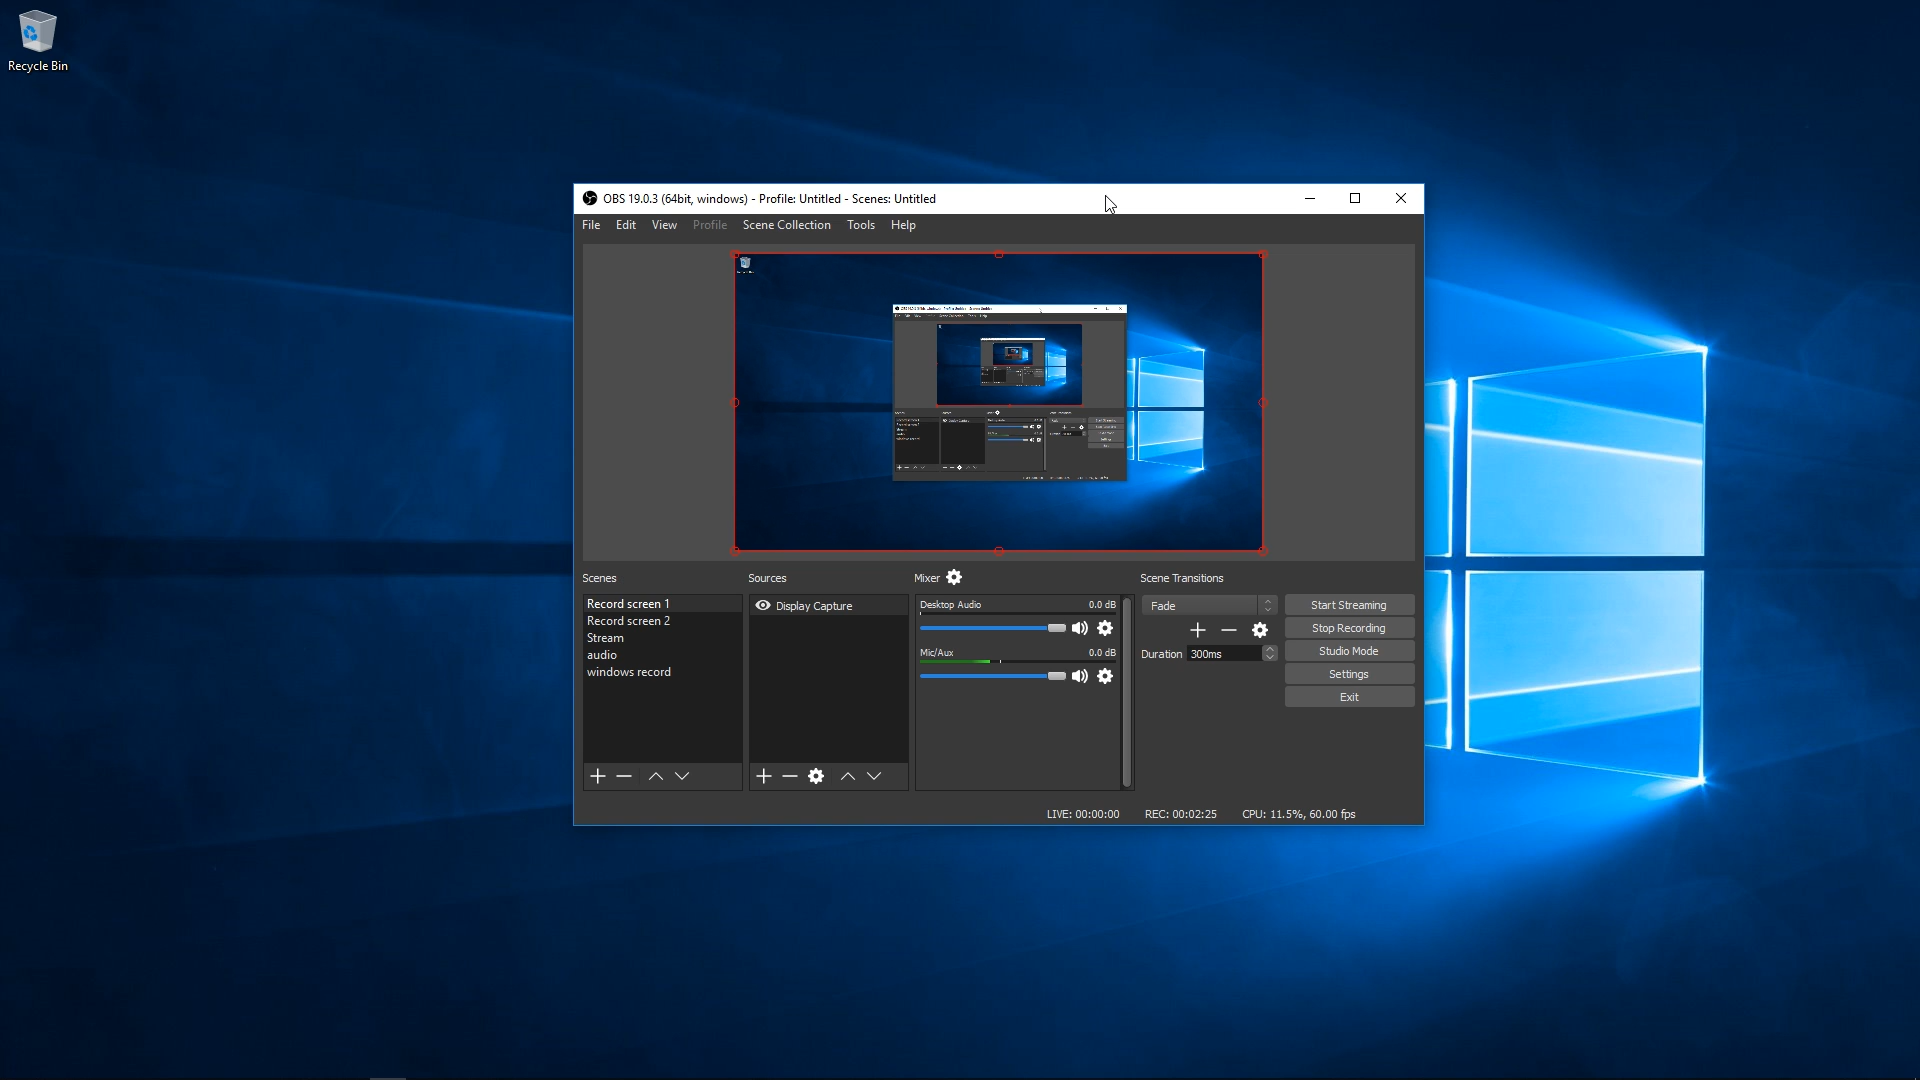 Recycle Bin
OBS 19.0.3 (64bit, windows) - Profile: Untitled - Scenes: Untitled
File Edit View Profile Scene Collection Tools Help
Scenes
Record screen 1
Record screen 2
Stream
audio
windows record
Sources
Display Capture
Mixer
Desktop Audio 0.0 dB
Mic/Aux 0.0 dB
Scene Transitions
Fade
Duration 300ms
Start Streaming
Stop Recording
Studio Mode
Settings
Exit
LIVE: 00:00:00 REC: 00:02:25 CPU: 11.5%, 60.00 fps